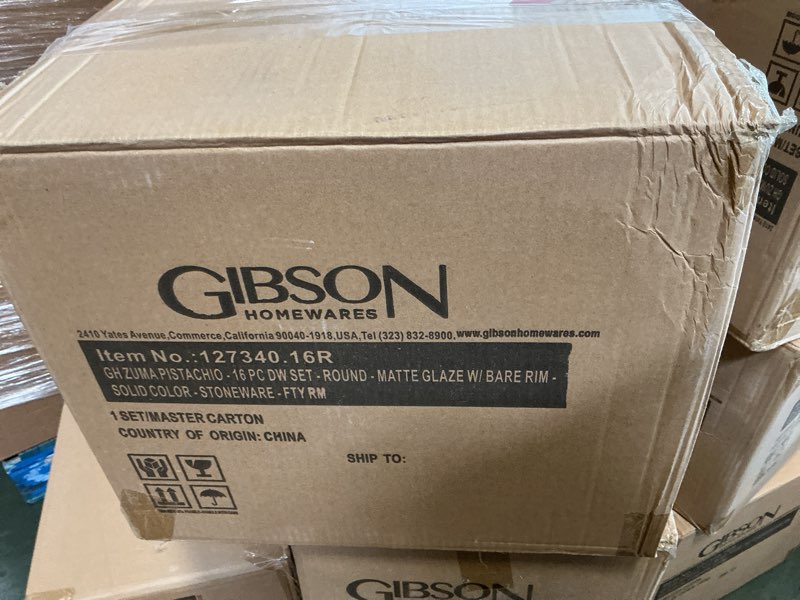 GIBSON
HOMEWARES
2410 Yates Avenue,Commerce,California 90040-1918,USA,Tel (323) 832-8900, www.gibsonhomewares.com
Item No.:127340.16R
GH ZUMA PISTACHIO - 16 PC DW SET - ROUND - MATTE GLAZE W/ BARE RIM -
SOLID COLOR - STONEWARE - FTY RM
1 SET/MASTER CARTON
COUNTRY OF ORIGIN: CHINA
SHIP TO:
GIBSON
GIBSON